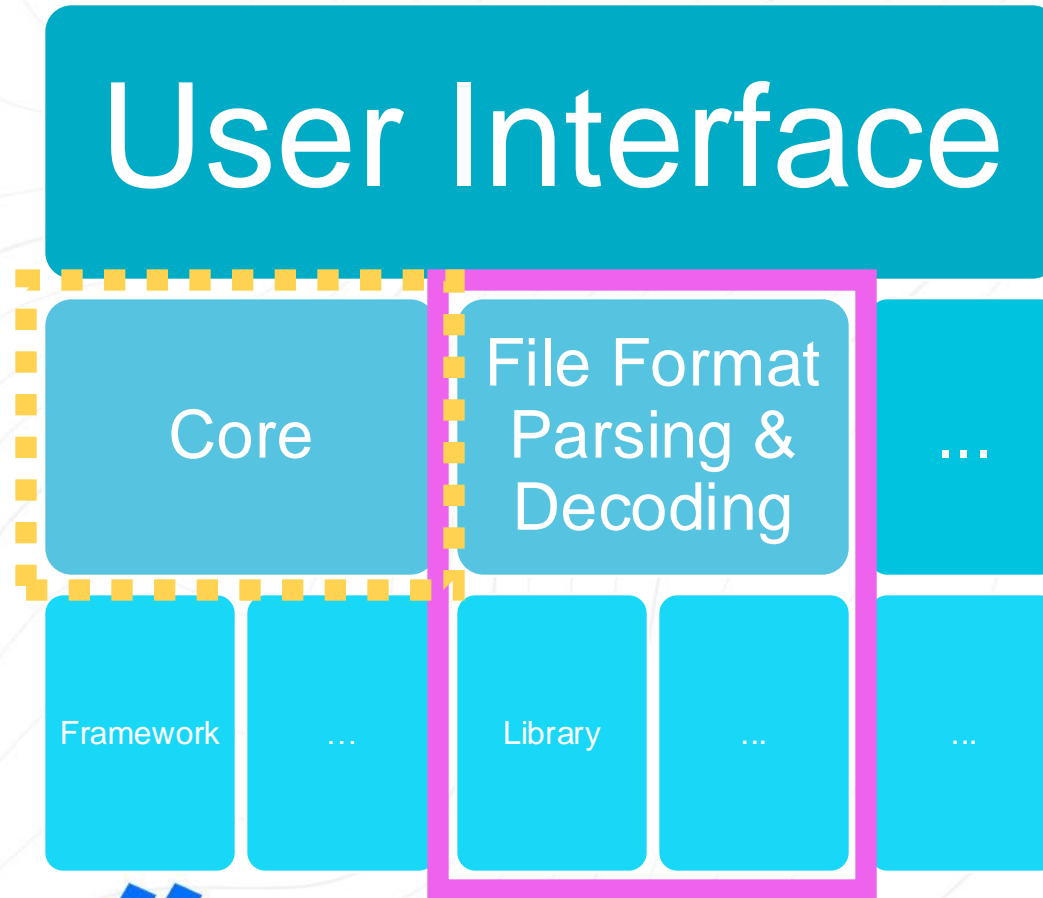 User Interface
Core
File Format
Parsing &
Decoding
...
Framework
...
Library
...
...